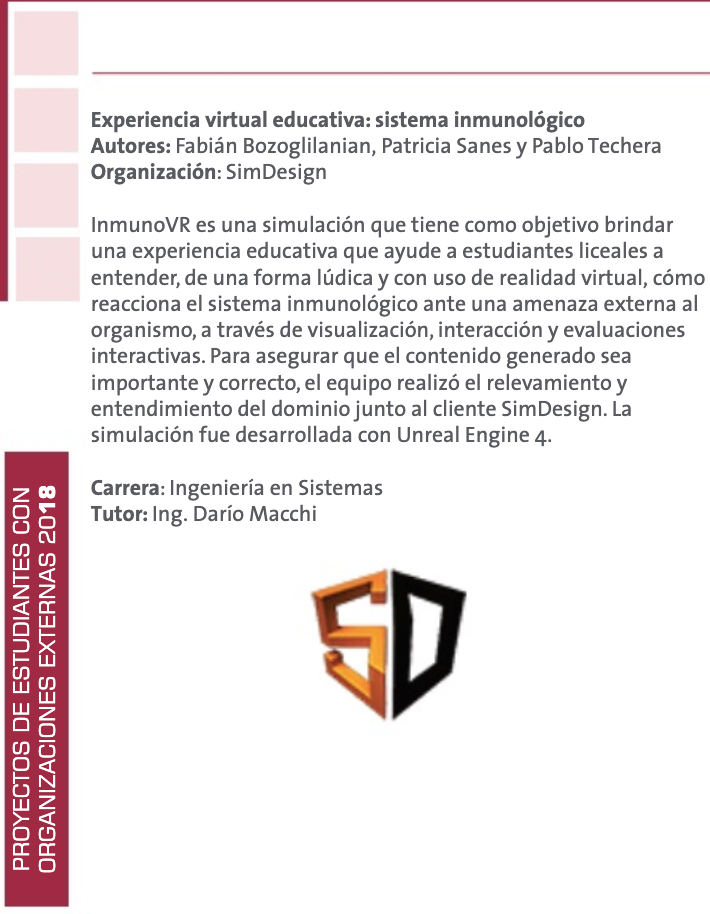 Experiencia virtual educativa: sistema inmunológico
Autores: Fabián Bozoglilanian, Patricia Sanes y Pablo Techera
Organización: SimDesign
InmunoVR es una simulación que tiene como objetivo brindar
una experiencia educativa que ayude a estudiantes liceales a
entender, de una forma lúdica y con uso de realidad virtual, cómo
reacciona el sistema inmunológico ante una amenaza externa al
organismo, a través de visualización, interacción y evaluaciones
interactivas. Para asegurar que el contenido generado sea
importante y correcto, el equipo realizó el relevamiento y
entendimiento del dominio junto al cliente SimDesign. La
simulación fue desarrollada con Unreal Engine 4.
Carrera: Ingeniería en Sistemas
Tutor: Ing. Darío Macchi
SD
PROYECTOS DE ESTUDIANTES CON
ORGANIZACIONES EXTERNAS 2018